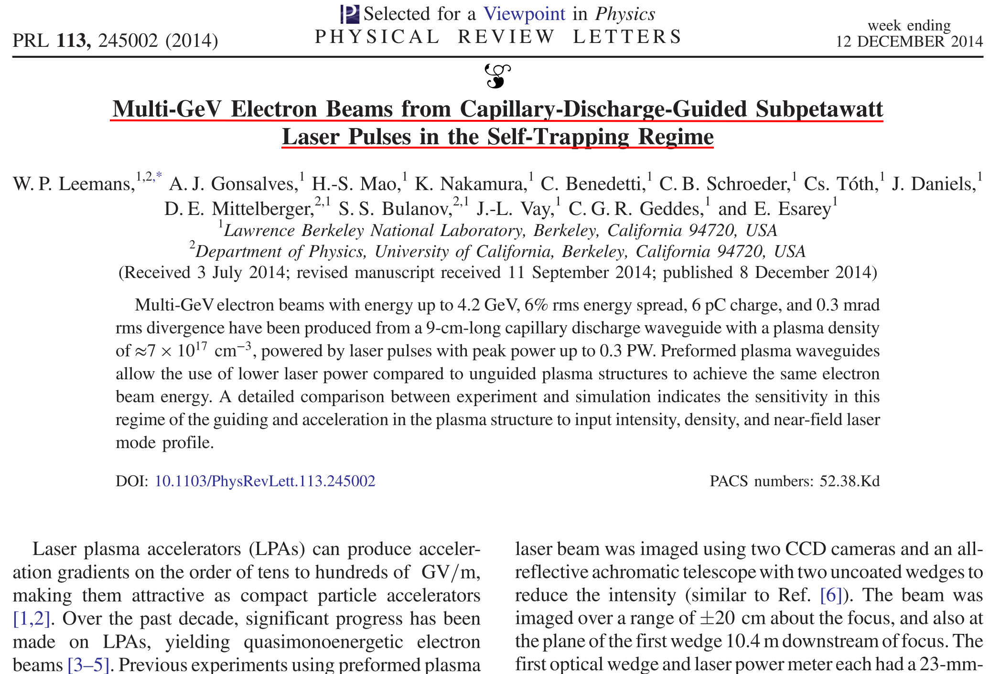 Selected for a Viewpoint in Physics
PRL 113, 245002 (2014)
PHYSICAL REVIEW LETTERS
week ending
12 DECEMBER 2014
Multi-GeV Electron Beams from Capillary-Discharge-Guided Subpetawatt
Laser Pulses in the Self-Trapping Regime
W. P. Leemans,1,2,* A. J. Gonsalves,1 H.-S. Mao,1 K. Nakamura,1 C. Benedetti,1 C. B. Schroeder,1 Cs. Tóth,1 J. Daniels,1
D. E. Mittelberger,2,1 S. S. Bulanov,2,1 J.-L. Vay,1 C. G. R. Geddes,1 and E. Esarey1
1Lawrence Berkeley National Laboratory, Berkeley, California 94720, USA
2Department of Physics, University of California, Berkeley, California 94720, USA
(Received 3 July 2014; revised manuscript received 11 September 2014; published 8 December 2014)
Multi-GeV electron beams with energy up to 4.2 GeV, 6% rms energy spread, 6 pC charge, and 0.3 mrad
rms divergence have been produced from a 9-cm-long capillary discharge waveguide with a plasma density
of ≈7 × 10^17 cm^−3, powered by laser pulses with peak power up to 0.3 PW. Preformed plasma waveguides
allow the use of lower laser power compared to unguided plasma structures to achieve the same electron
beam energy. A detailed comparison between experiment and simulation indicates the sensitivity in this
regime of the guiding and acceleration in the plasma structure to input intensity, density, and near-field laser
mode profile.
DOI: 10.1103/PhysRevLett.113.245002
PACS numbers: 52.38.Kd
Laser plasma accelerators (LPAs) can produce acceler-
ation gradients on the order of tens to hundreds of GV/m,
making them attractive as compact particle accelerators
[1,2]. Over the past decade, significant progress has been
made on LPAs, yielding quasimonoenergetic electron
beams [3–5]. Previous experiments using preformed plasma
laser beam was imaged using two CCD cameras and an all-
reflective achromatic telescope with two uncoated wedges to
reduce the intensity (similar to Ref. [6]). The beam was
imaged over a range of ±20 cm about the focus, and also at
the plane of the first wedge 10.4 m downstream of focus. The
first optical wedge and laser power meter each had a 23-mm-